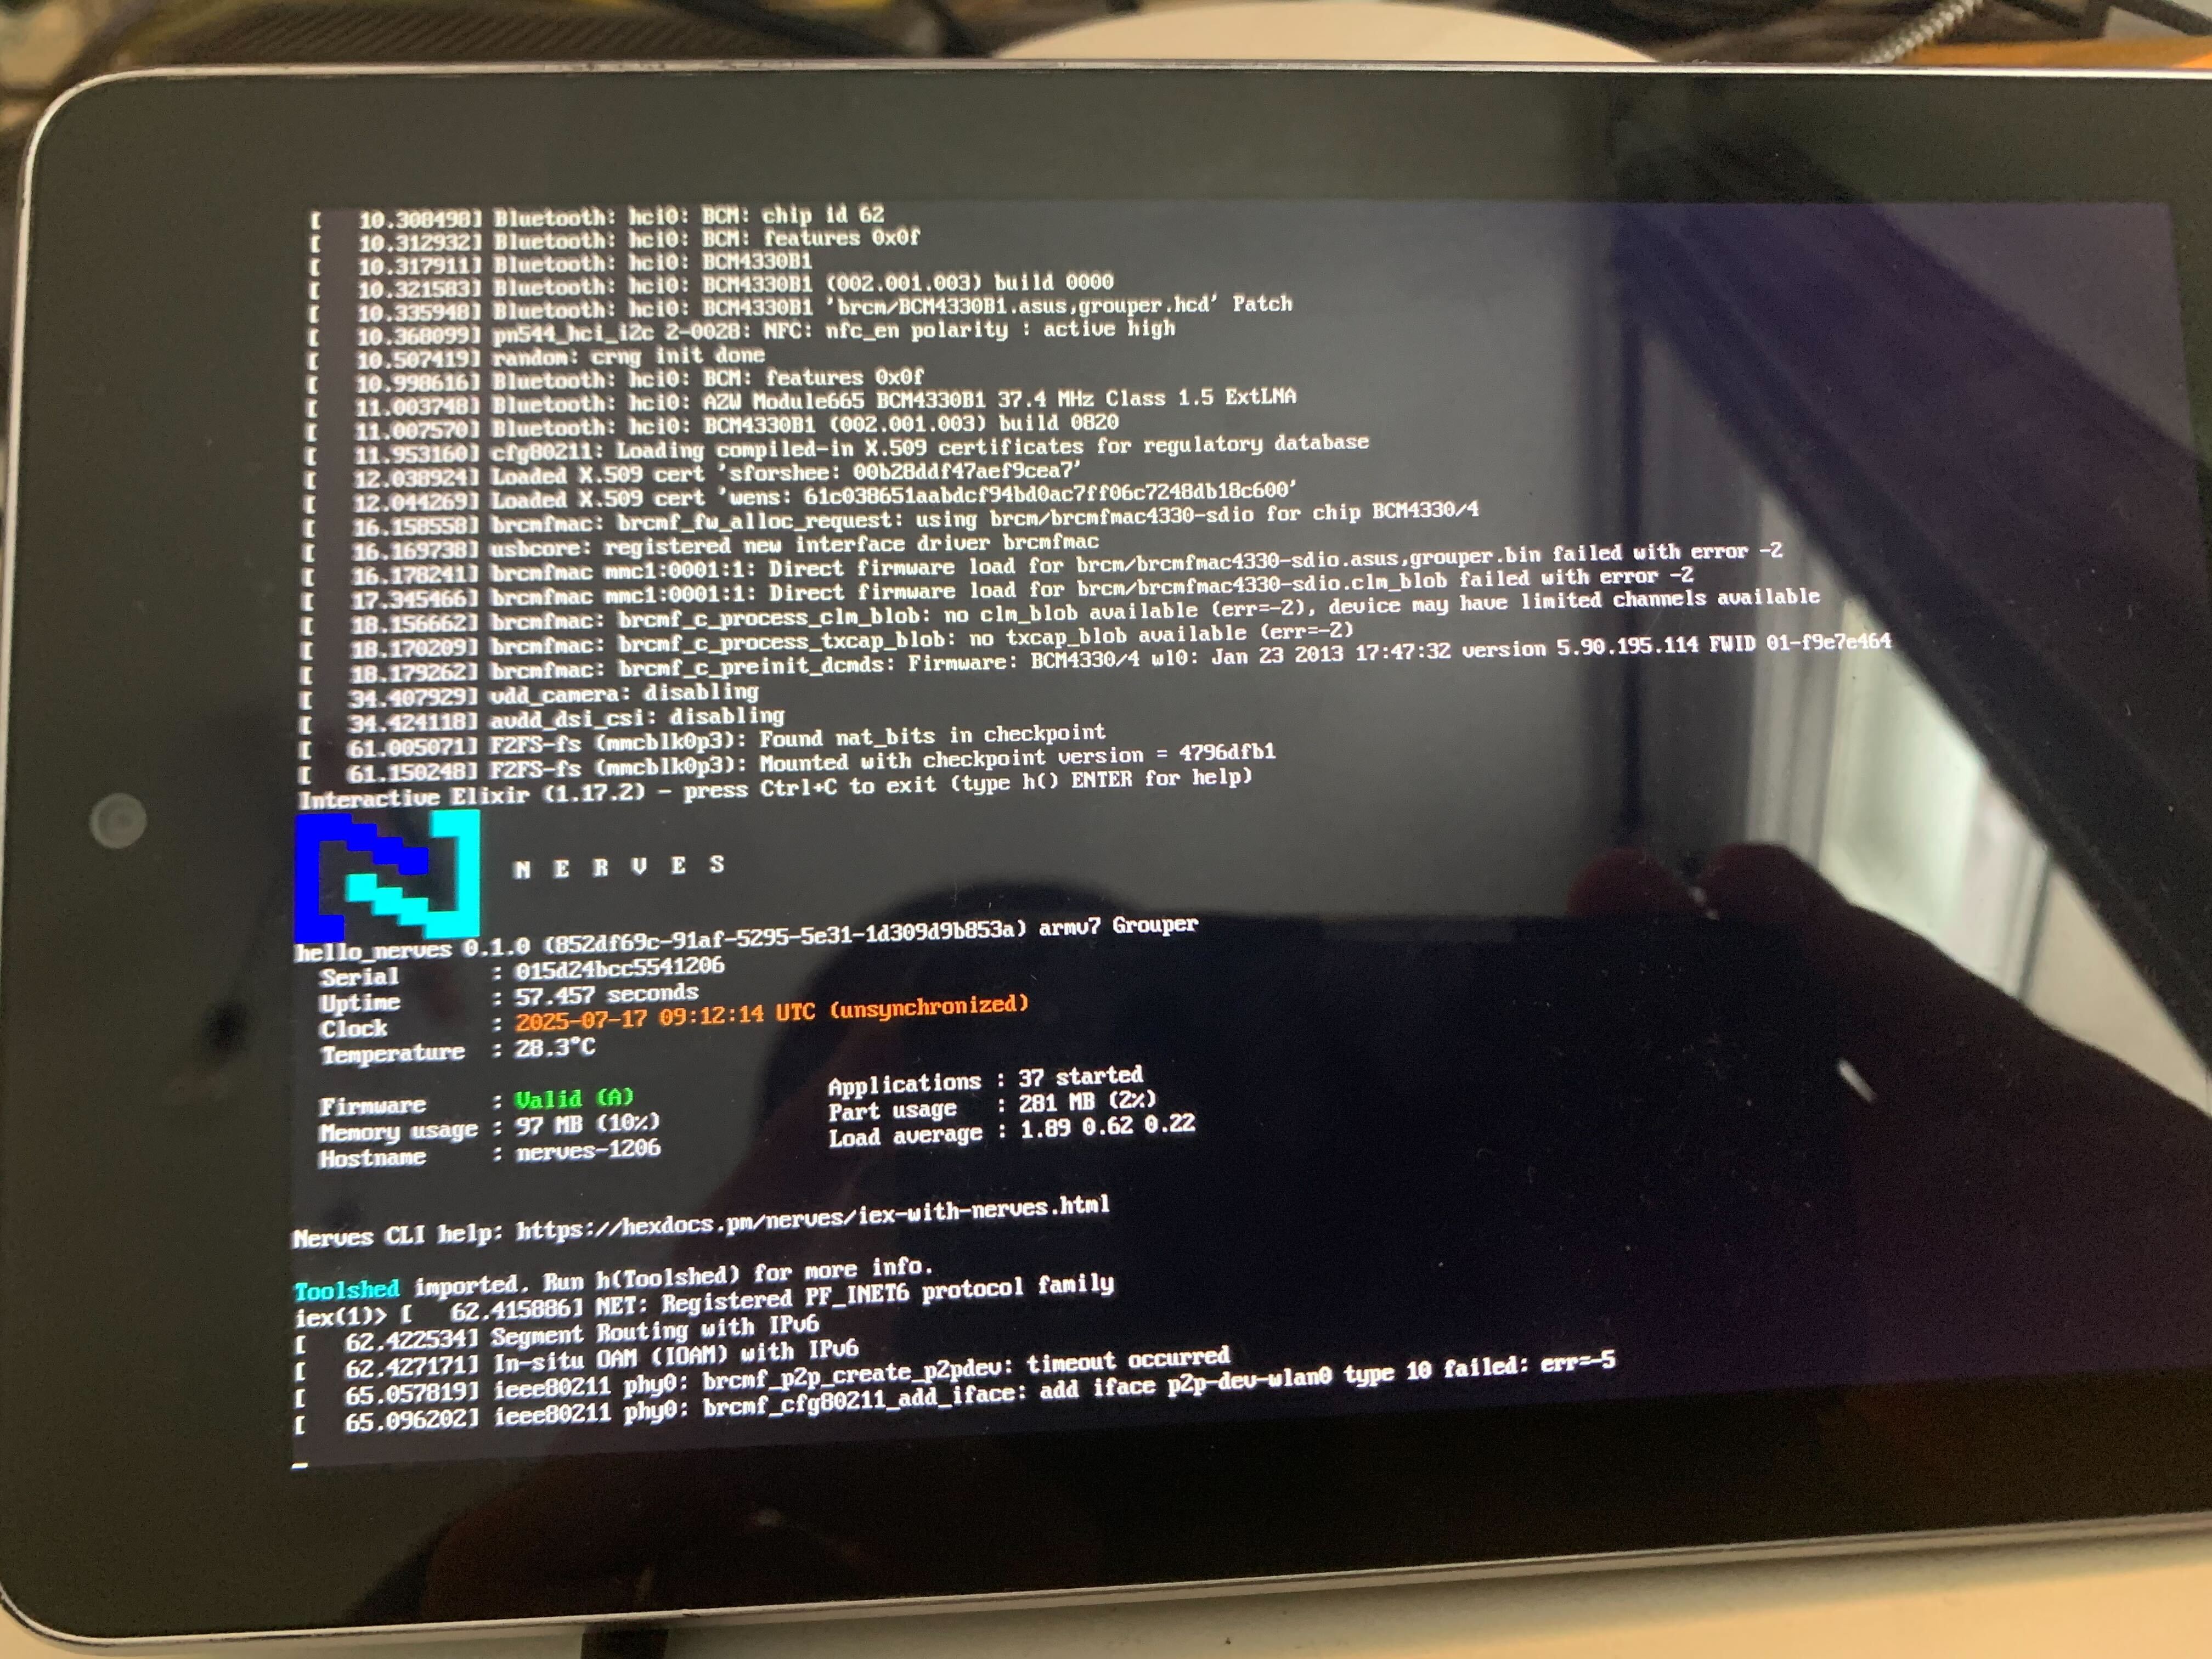 [   10.308498] Bluetooth: hci0: BCM: chip id 62
[   10.312932] Bluetooth: hci0: BCM: features 0x0f
[   10.317911] Bluetooth: hci0: BCM4330B1
[   10.321583] Bluetooth: hci0: BCM4330B1 (002.001.003) build 0000
[   10.335948] Bluetooth: hci0: BCM4330B1 'brcm/BCM4330B1.asus,grouper.hcd' Patch
[   10.368099] pn544_hci_i2c 2-0028: NFC: nfc_en polarity : active high
[   10.507419] random: crng init done
[   10.998616] Bluetooth: hci0: BCM: features 0x0f
[   11.003748] Bluetooth: hci0: AZW Module665 BCM4330B1 37.4 MHz Class 1.5 ExtLNA
[   11.007570] Bluetooth: hci0: BCM4330B1 (002.001.003) build 0820
[   11.953160] cfg80211: Loading compiled-in X.509 certificates for regulatory database
[   12.038924] Loaded X.509 cert 'sforshee: 00b28ddf47aef9cea7'
[   12.044269] Loaded X.509 cert 'wens: 61c038651aabdcf94bd0ac7ff06c7248db18c600'
[   16.158558] brcmfmac: brcmf_fw_alloc_request: using brcm/brcmfmac4330-sdio for chip BCM4330/4
[   16.169738] usbcore: registered new interface driver brcmfmac
[   16.178241] brcmfmac mmc1:0001:1: Direct firmware load for brcm/brcmfmac4330-sdio.asus,grouper.bin failed with error -2
[   17.345466] brcmfmac mmc1:0001:1: Direct firmware load for brcm/brcmfmac4330-sdio.clm_blob failed with error -2
[   18.156662] brcmfmac: brcmf_c_process_clm_blob: no clm_blob available (err=-2), device may have limited channels available
[   18.170209] brcmfmac: brcmf_c_process_txcap_blob: no txcap_blob available (err=-2)
[   18.179262] brcmfmac: brcmf_c_preinit_dcmds: Firmware: BCM4330/4 wl0: Jan 23 2013 17:47:32 version 5.90.195.114 FWID 01-f9e7e464
[   34.407929] vdd_camera: disabling
[   34.424118] avdd_dsi_csi: disabling
[   61.005071] F2FS-fs (mmcblk0p3): Found nat_bits in checkpoint
[   61.150248] F2FS-fs (mmcblk0p3): Mounted with checkpoint version = 4796dfb1
Interactive Elixir (1.17.2) - press Ctrl+C to exit (type h() ENTER for help)
N E R V E S
hello_nerves 0.1.0 (852df69c-91af-5295-5e31-1d309d9b853a) armv7 Grouper
Serial : 015d24bcc5541206
Uptime : 57.457 seconds
Clock : 2025-07-17 09:12:14 UTC (unsynchronized)
Temperature : 28.3°C
Firmware : Valid (A) Applications : 37 started
Memory usage : 97 MB (10%) Part usage : 281 MB (2%)
Hostname : nerves-1206 Load average : 1.89 0.62 0.22
Nerves CLI help: https://hexdocs.pm/nerves/iex-with-nerves.html
Toolshed imported. Run h(Toolshed) for more info.
iex(1)> [   62.415886] NET: Registered PF_INET6 protocol family
[   62.422534] Segment Routing with IPv6
[   62.427171] In-situ OAM (IOAM) with IPv6
[   65.057819] ieee80211 phy0: brcmf_p2p_create_p2pdev: timeout occurred
[   65.096202] ieee80211 phy0: brcmf_cfg80211_add_iface: add iface p2p-dev-wlan0 type 10 failed: err=-5